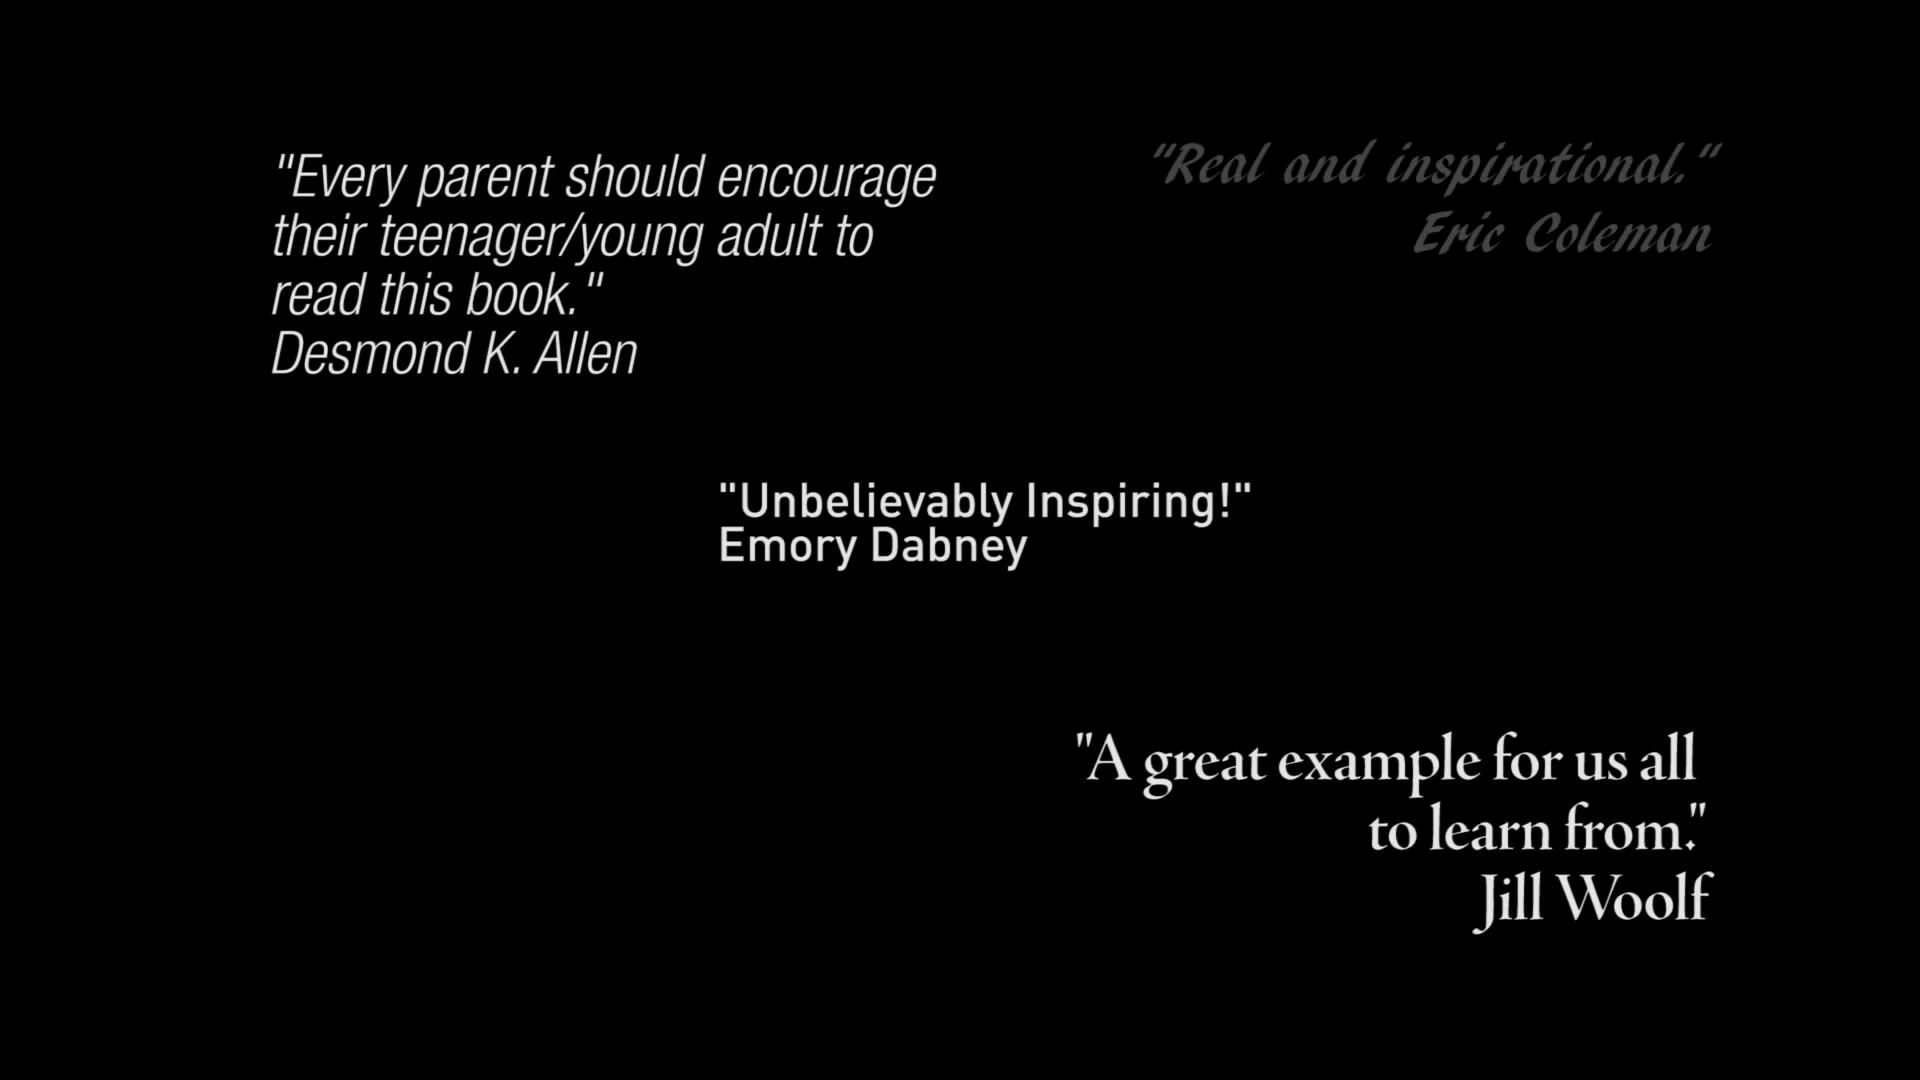 "Every parent should encourage
their teenager/young adult to
read this book."
Desmond K. Allen
“Real and inspirational.“
Eric Coleman
"Unbelievably Inspiring!"
Emory Dabney
"A great example for us all
to learn from."
Jill Woolf